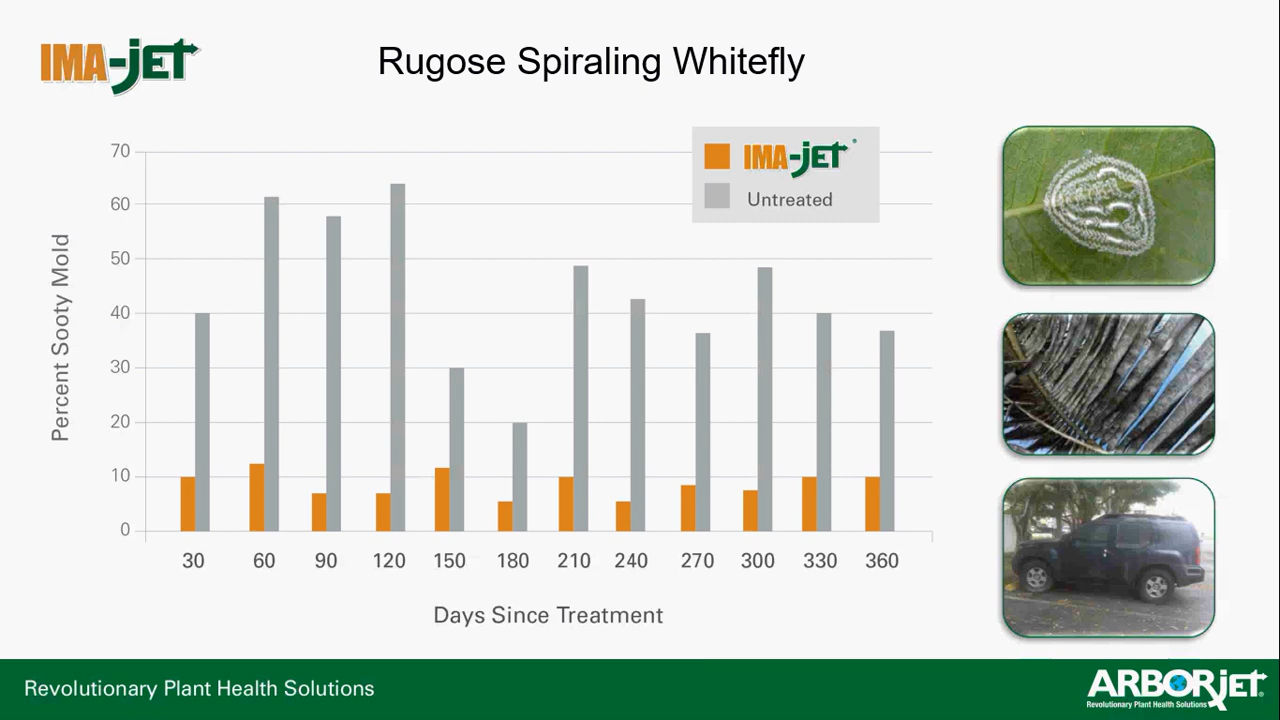 IMA-jET
Rugose Spiraling Whitefly
IMA-jET®
Untreated
Percent Sooty Mold
70
60
50
40
30
20
10
0
30 60 90 120 150 180 210 240 270 300 330 360
Days Since Treatment
Revolutionary Plant Health Solutions
ARBORjET®
Revolutionary Plant Health Solutions